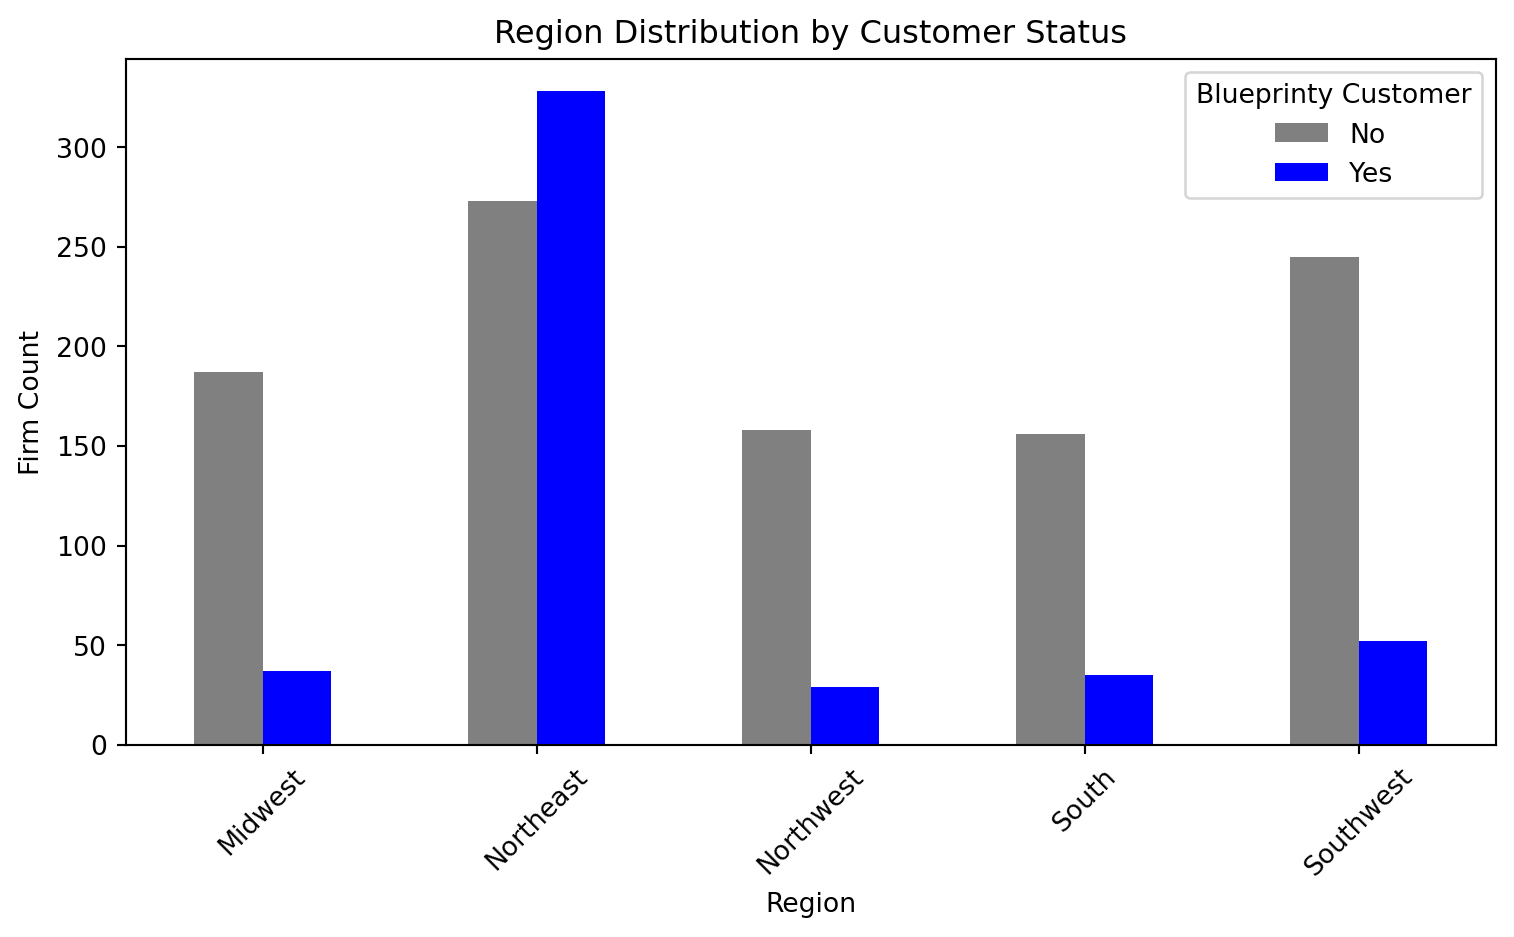 Region Distribution by Customer Status
Blueprinty Customer
No
Yes
Firm Count
300
250
200
150
100
50
0
Midwest
Northeast
Northwest
South
Southwest
Region